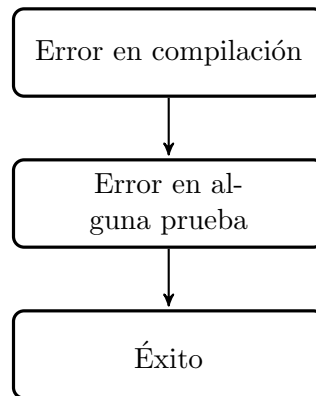 Error en compilación
Error en al-
guna prueba
Éxito